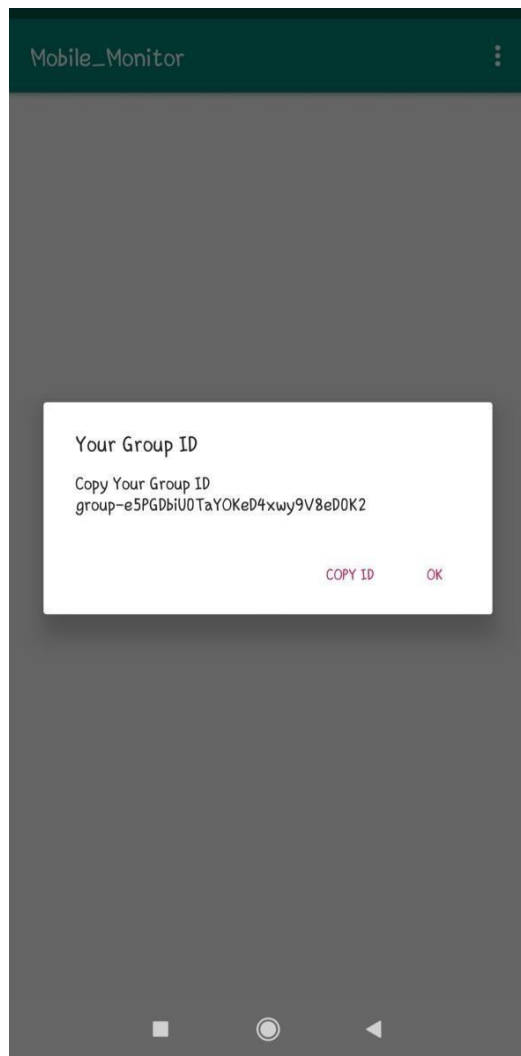 Mobile_Monitor
Your Group ID
Copy Your Group ID
group-e5PGDbiU0TaYOKeD4xwy9V8eD0K2
COPY ID OK